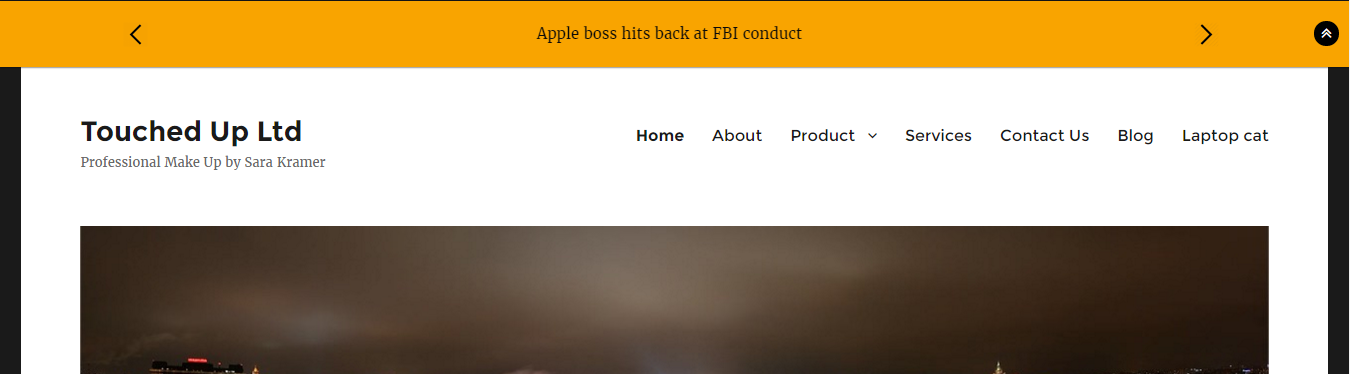 Apple boss hits back at FBI conduct
Touched Up Ltd
Professional Make Up by Sara Kramer
Home About Product Services Contact Us Blog Laptop cat